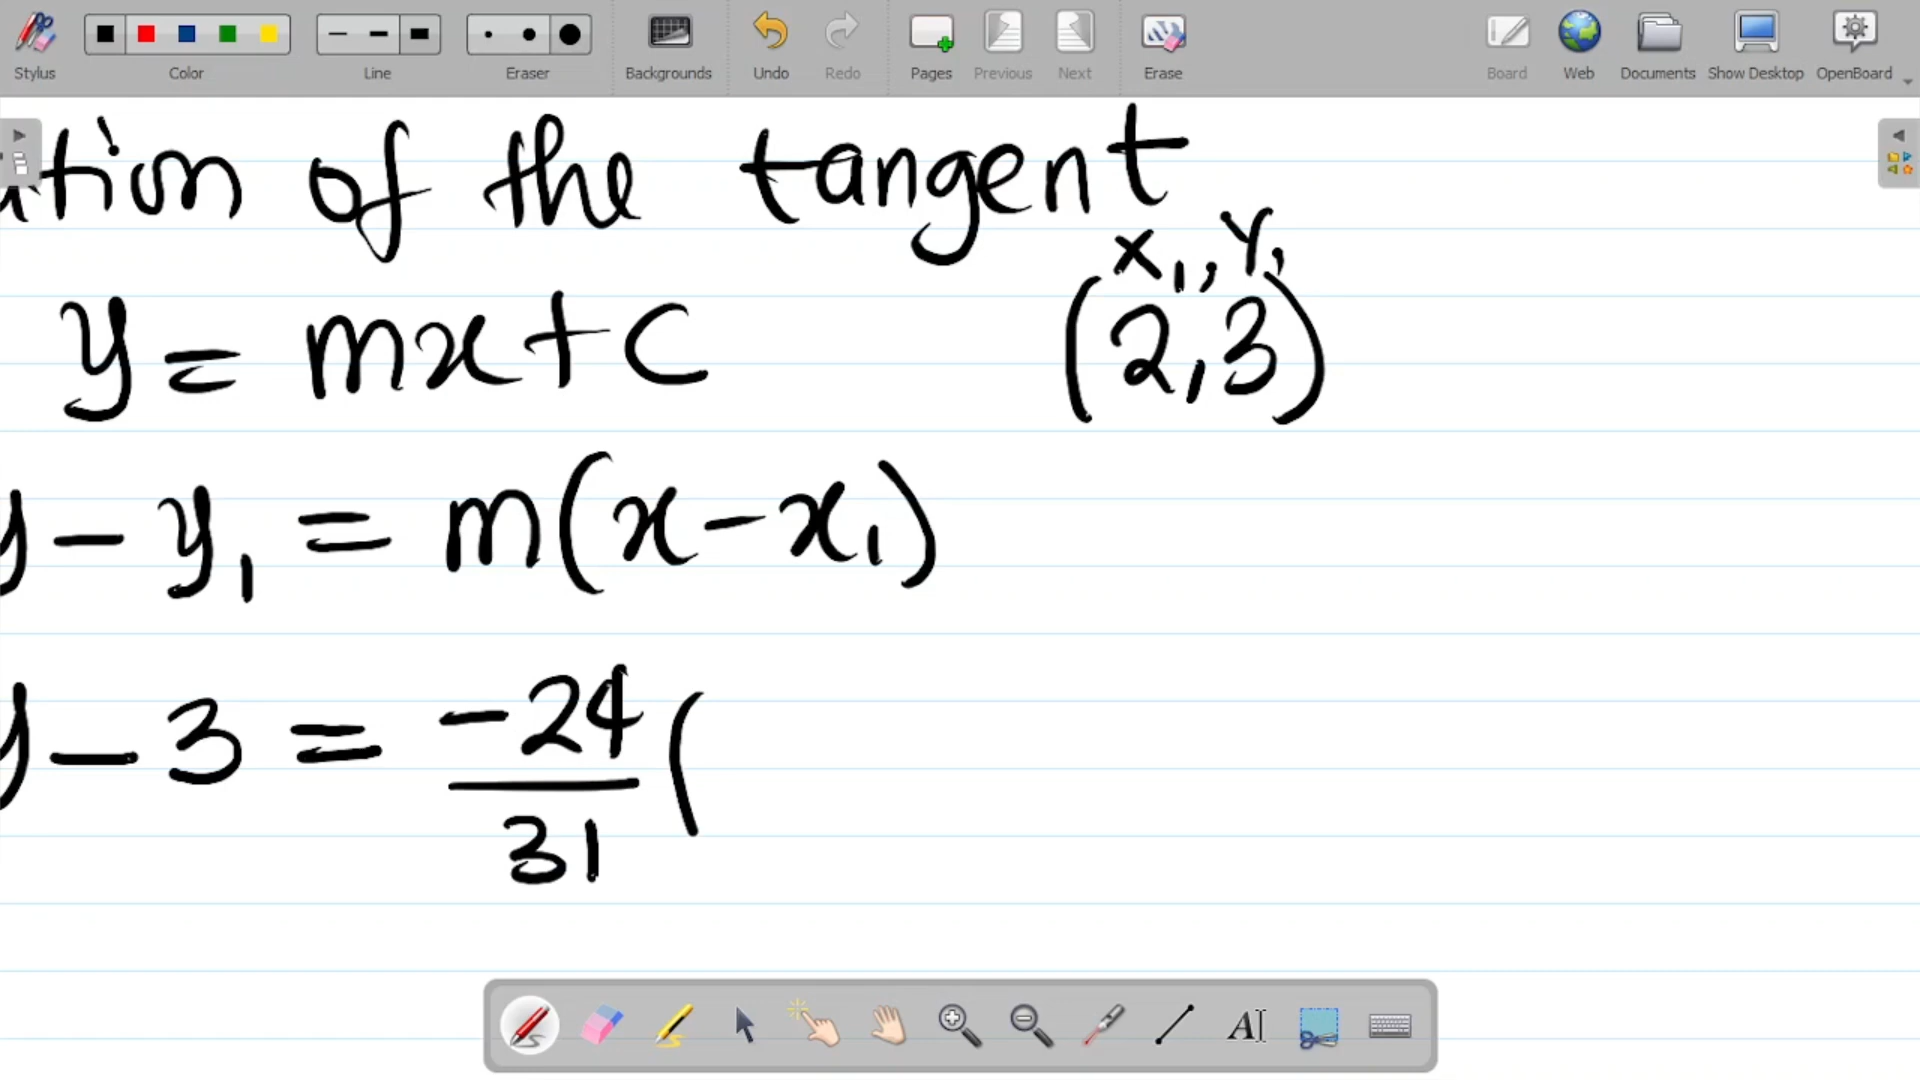 Stylus Color Line Eraser Backgrounds Undo Redo Pages Previous Next Erase Board Web Documents Show Desktop OpenBoard
of the tangent
x₁, y₁
y = mx + c (2,3)
y - y₁ = m(x - x₁)
y - 3 = -24/31 (